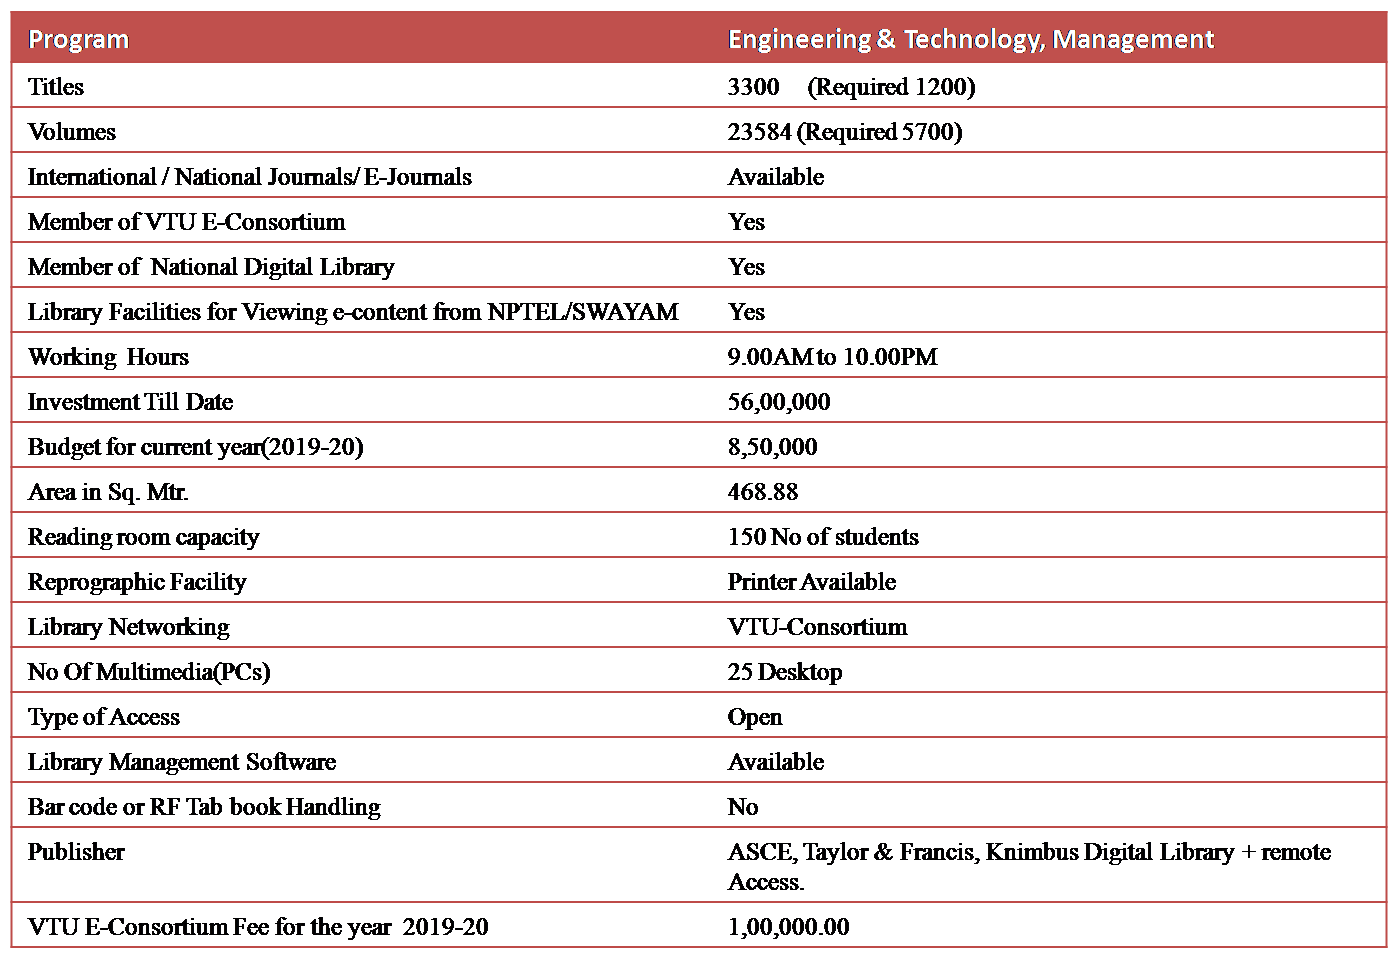 Program Engineering & Technology, Management
Titles 3300 (Required 1200)
Volumes 23584 (Required 5700)
International / National Journals/ E-Journals Available
Member of VTU E-Consortium Yes
Member of National Digital Library Yes
Library Facilities for Viewing e-content from NPTEL/SWAYAM Yes
Working Hours 9.00AM to 10.00PM
Investment Till Date 56,00,000
Budget for current year(2019-20) 8,50,000
Area in Sq. Mtr. 468.88
Reading room capacity 150 No of students
Reprographic Facility Printer Available
Library Networking VTU-Consortium
No Of Multimedia(PCs) 25 Desktop
Type of Access Open
Library Management Software Available
Bar code or RF Tab book Handling No
Publisher ASCE, Taylor & Francis, Knimbus Digital Library + remote
Access.
VTU E-Consortium Fee for the year 2019-20 1,00,000.00